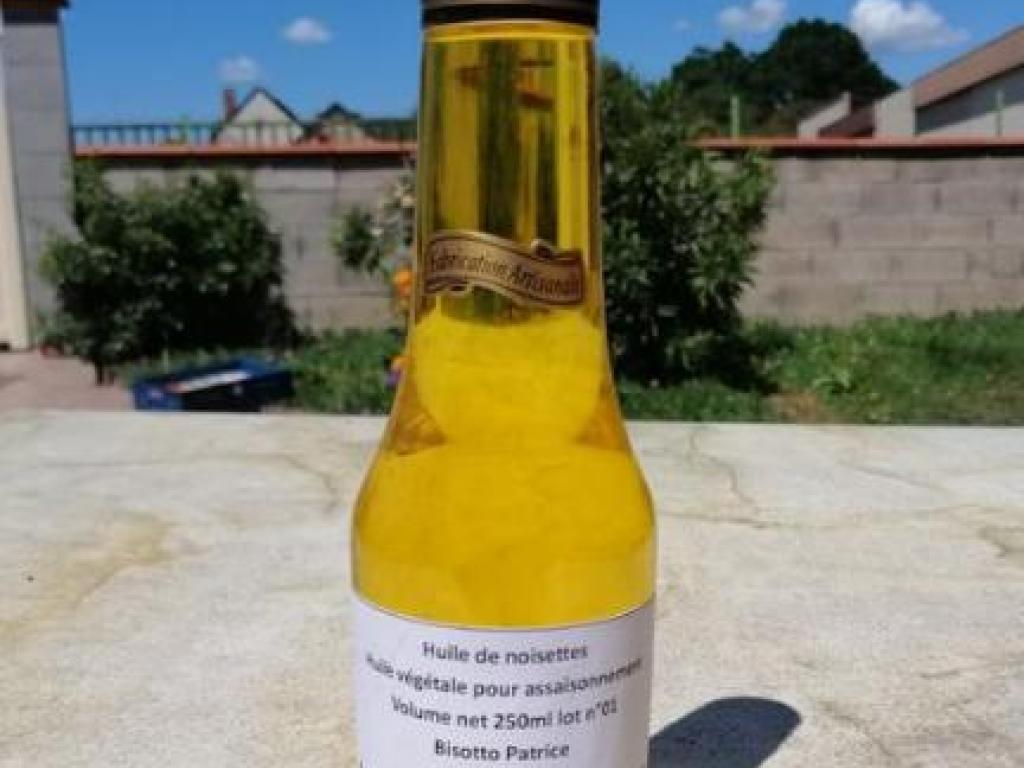 Fabrication Artisanale
Huile de noisettes
Huile végétale pour assaisonnement
Volume net 250ml lot n°01
Bisotto Patrice